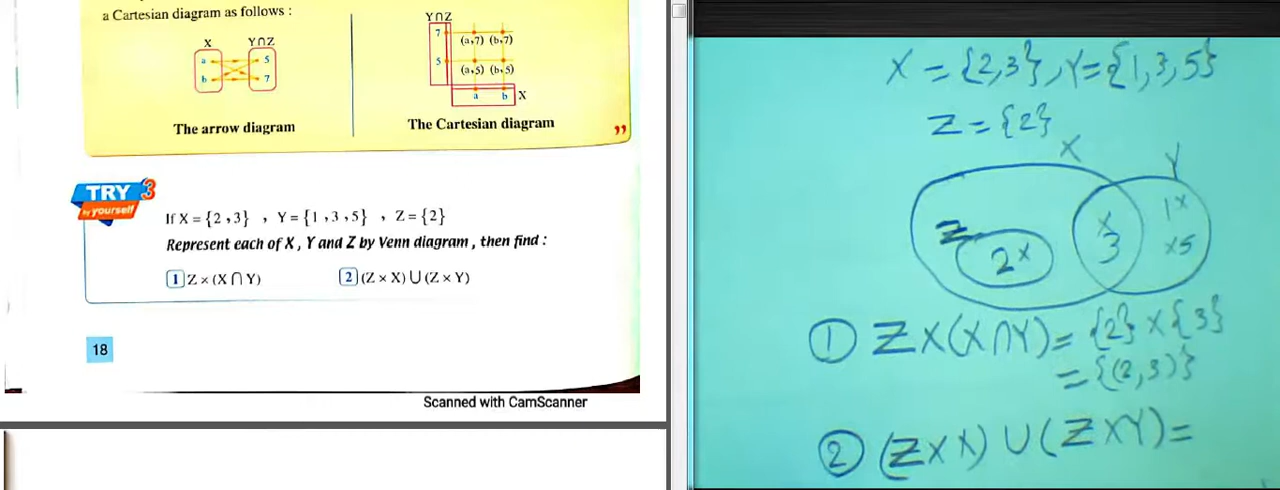 a Cartesian diagram as follows :
X
Y∩Z
a
5
b
7
The arrow diagram
Y∩Z
7
(a,7) (b,7)
5
(a,5) (b,5)
a b X
The Cartesian diagram
”
TRY 3
by yourself
If X = {2 , 3} , Y = {1 , 3 , 5} , Z = {2}
Represent each of X , Y and Z by Venn diagram , then find :
1 Z × (X ∩ Y)
2 (Z × X) ∪ (Z × Y)
18
Scanned with CamScanner
X = {2,3} , Y = {1,3,5}
Z = {2}
X
Y
Z
2 x
x
3
1 x
x 5
① Z × (X ∩ Y) = {2} × {3}
= {(2,3)}
② (Z × X) ∪ (Z × Y) =